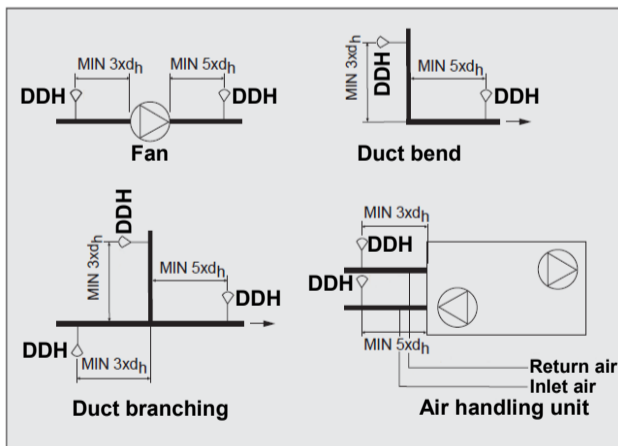 MIN 3xdh
MIN 5xdh
DDH
DDH
Fan
MIN 3xdh
DDH
MIN 5xdh
DDH
Duct bend
DDH
MIN 3xdh
MIN 5xdh
DDH
DDH
MIN 3xdh
Duct branching
MIN 3xdh
DDH
DDH
MIN 5xdh
Return air
Inlet air
Air handling unit